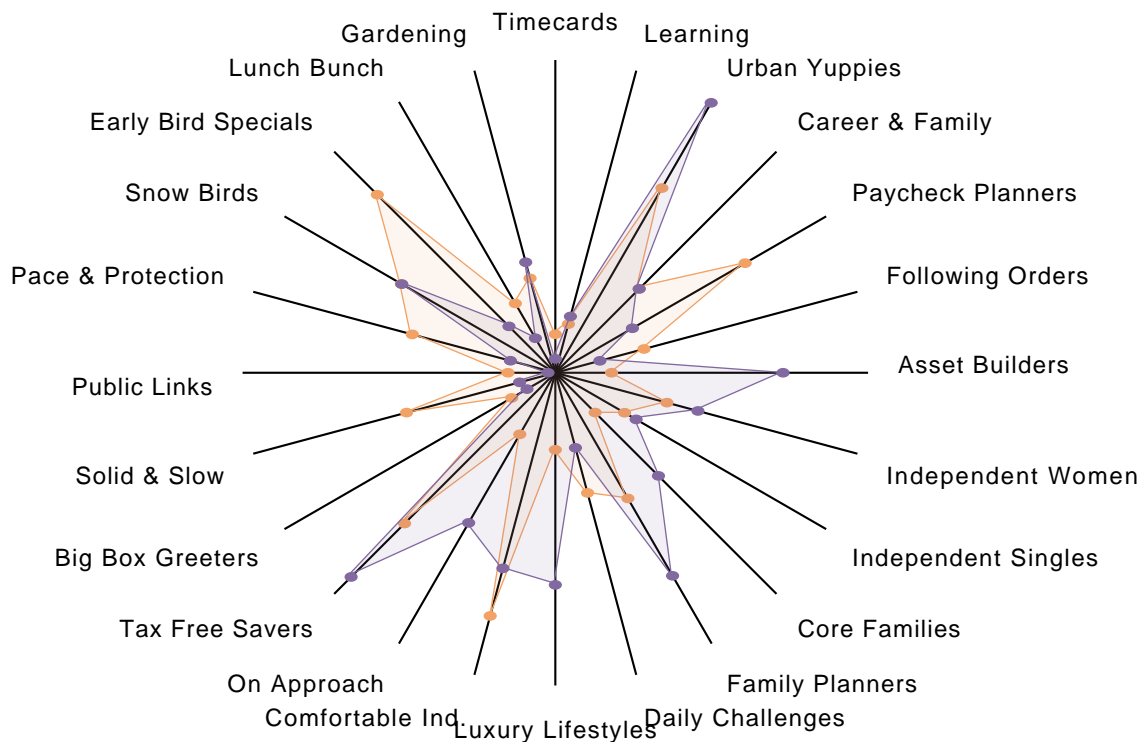 Timecards
Learning
Urban Yuppies
Career & Family
Paycheck Planners
Following Orders
Asset Builders
Independent Women
Independent Singles
Core Families
Family Planners
Daily Challenges
Luxury Lifestyles
Comfortable Ind.
On Approach
Tax Free Savers
Big Box Greeters
Solid & Slow
Public Links
Pace & Protection
Snow Birds
Early Bird Specials
Lunch Bunch
Gardening